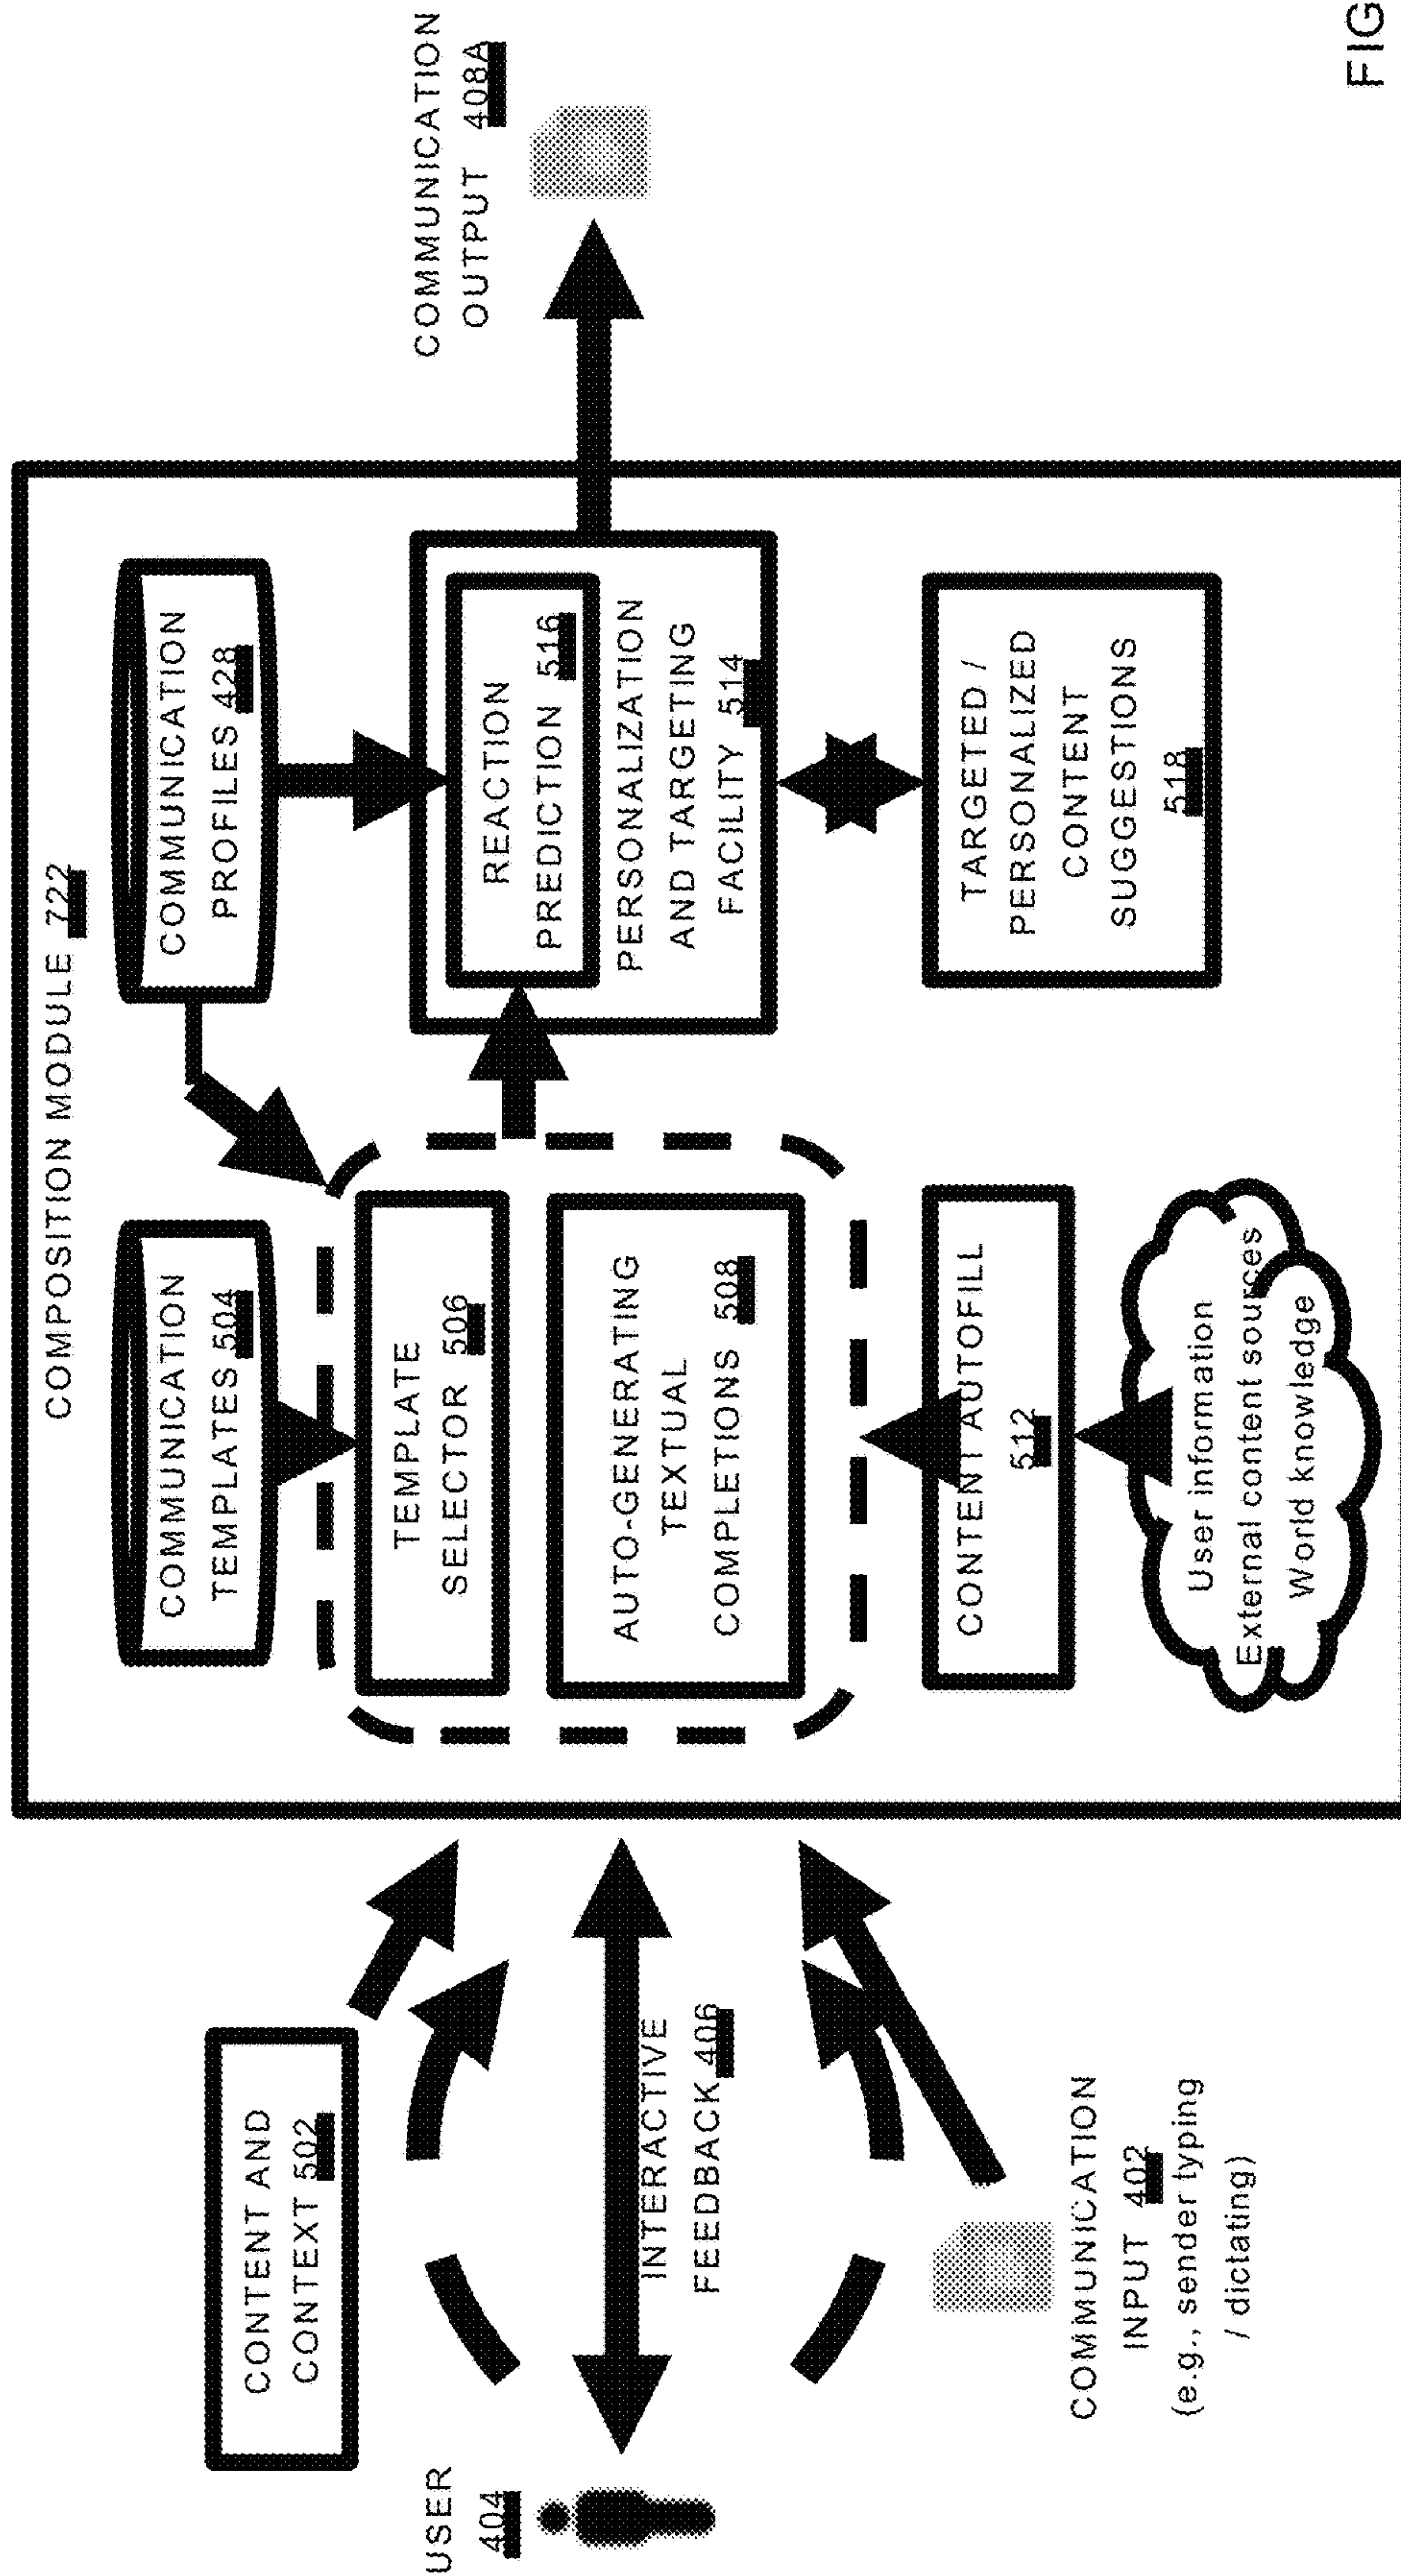 COMPOSITION MODULE 722
COMMUNICATION
TEMPLATES 504
COMMUNICATION
PROFILES 428
CONTENT AND
CONTEXT 502
TEMPLATE
SELECTOR 506
REACTION
PREDICTION 516
COMMUNICATION
OUTPUT 408A
USER
404
AUTO-GENERATING
TEXTUAL
COMPLETIONS 508
PERSONALIZATION
AND TARGETING
FACILITY 514
INTERACTIVE
FEEDBACK 406
CONTENT AUTOFILL
512
TARGETED /
PERSONALIZED
CONTENT
SUGGESTIONS
518
COMMUNICATION
INPUT 402
(e.g., sender typing
/ dictating)
User information
External content sources
World knowledge
FIG